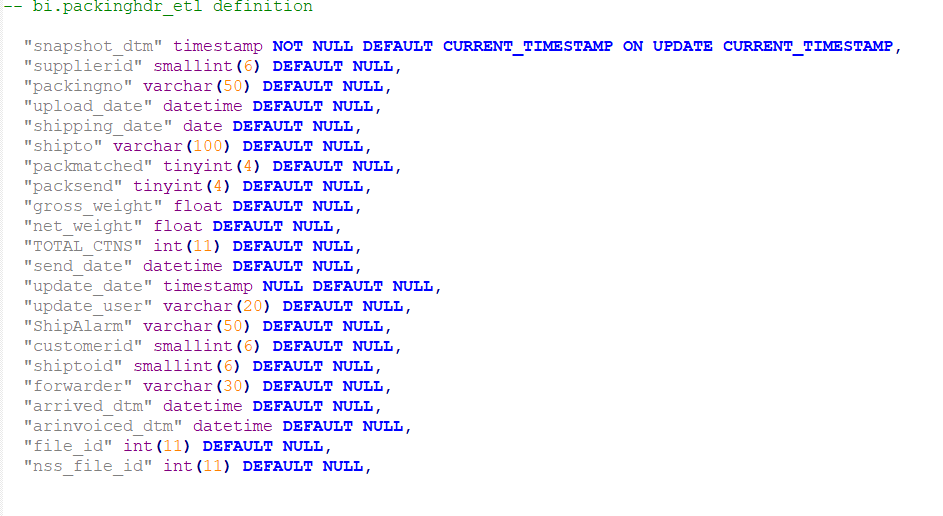 -- bi.packinghdr_etl definition
"snapshot_dtm" timestamp NOT NULL DEFAULT CURRENT_TIMESTAMP ON UPDATE CURRENT_TIMESTAMP,
"supplierid" smallint(6) DEFAULT NULL,
"packingno" varchar(50) DEFAULT NULL,
"upload_date" datetime DEFAULT NULL,
"shipping_date" date DEFAULT NULL,
"shipto" varchar(100) DEFAULT NULL,
"packmatched" tinyint(4) DEFAULT NULL,
"packsend" tinyint(4) DEFAULT NULL,
"gross_weight" float DEFAULT NULL,
"net_weight" float DEFAULT NULL,
"TOTAL_CTNS" int(11) DEFAULT NULL,
"send_date" datetime DEFAULT NULL,
"update_date" timestamp NULL DEFAULT NULL,
"update_user" varchar(20) DEFAULT NULL,
"ShipAlarm" varchar(50) DEFAULT NULL,
"customerid" smallint(6) DEFAULT NULL,
"shiptoid" smallint(6) DEFAULT NULL,
"forwarder" varchar(30) DEFAULT NULL,
"arrived_dtm" datetime DEFAULT NULL,
"arinvoiced_dtm" datetime DEFAULT NULL,
"file_id" int(11) DEFAULT NULL,
"nss_file_id" int(11) DEFAULT NULL,